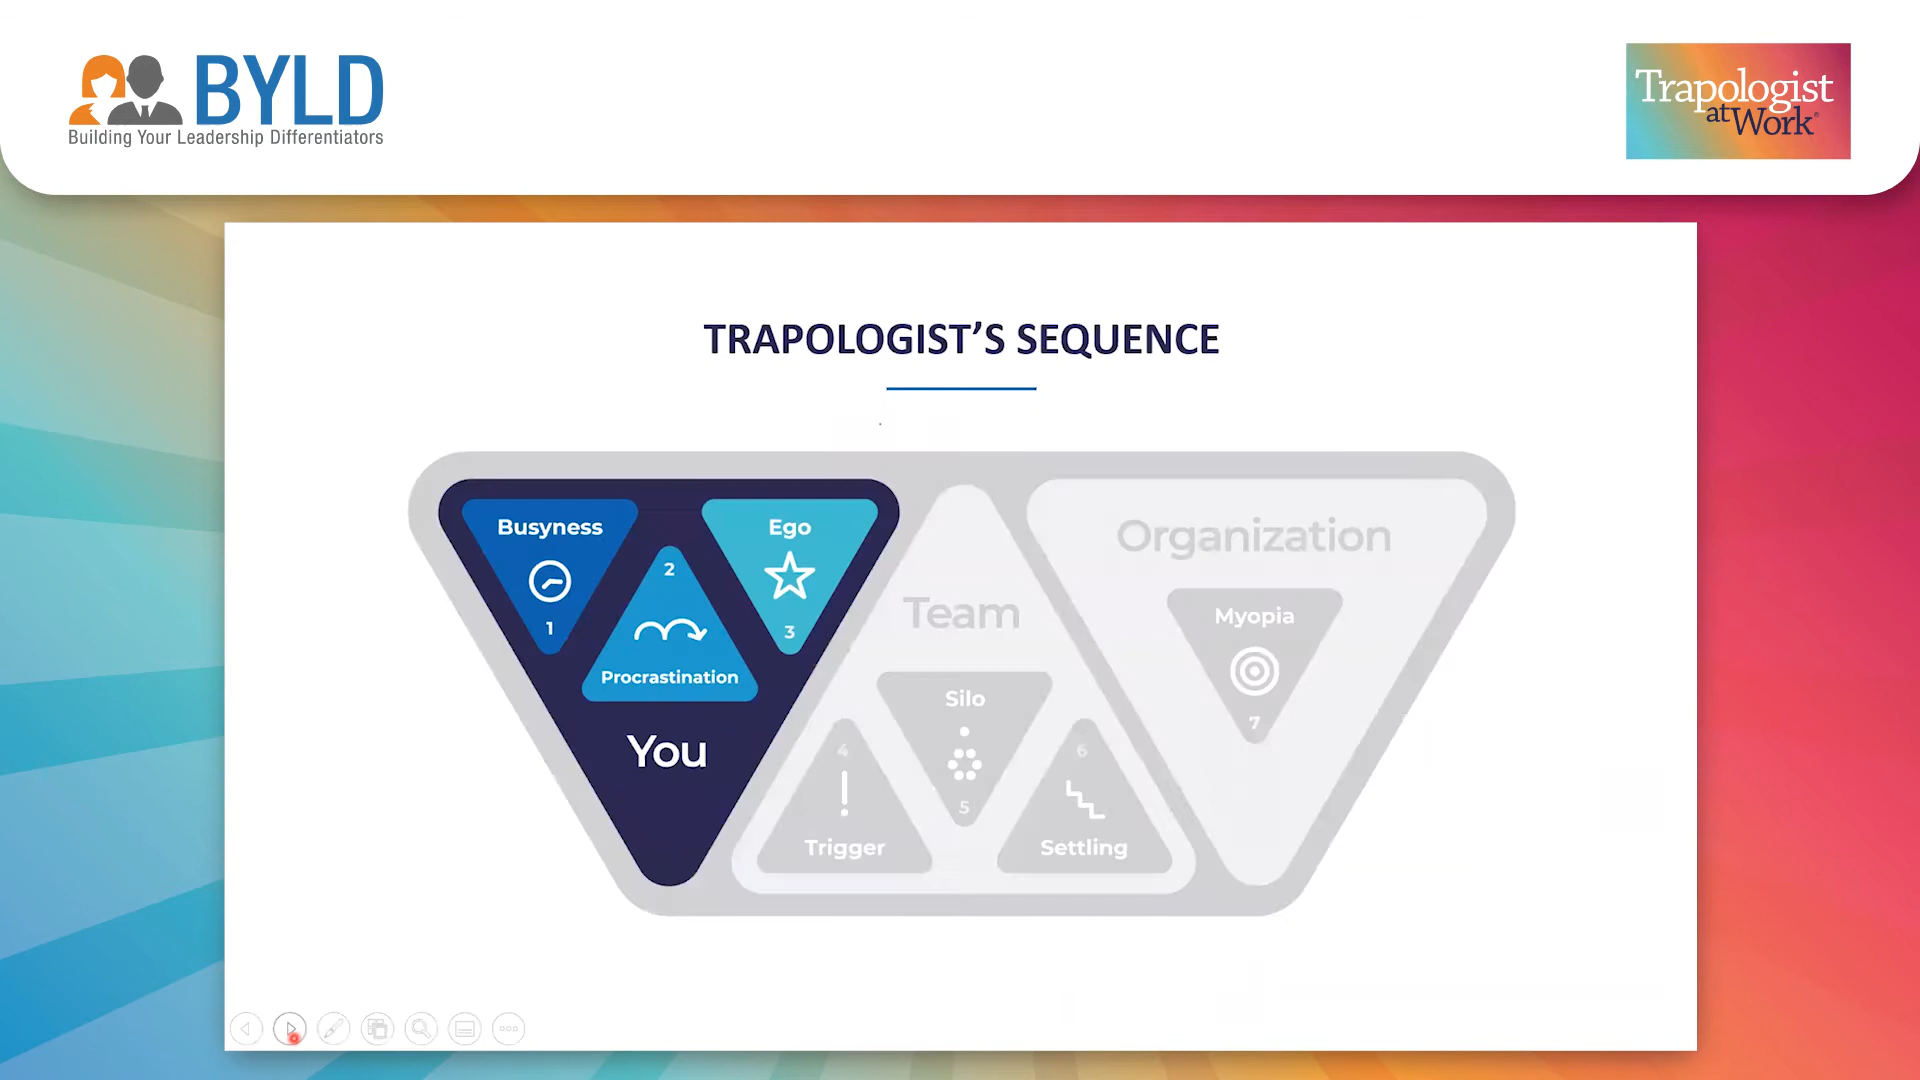 BYLD
Building Your Leadership Differentiators
Trapologist
at Work®
TRAPOLOGIST’S SEQUENCE
Busyness
1
2
Procrastination
Ego
3
You
Team
4
Trigger
Silo
5
6
Settling
Organization
Myopia
7